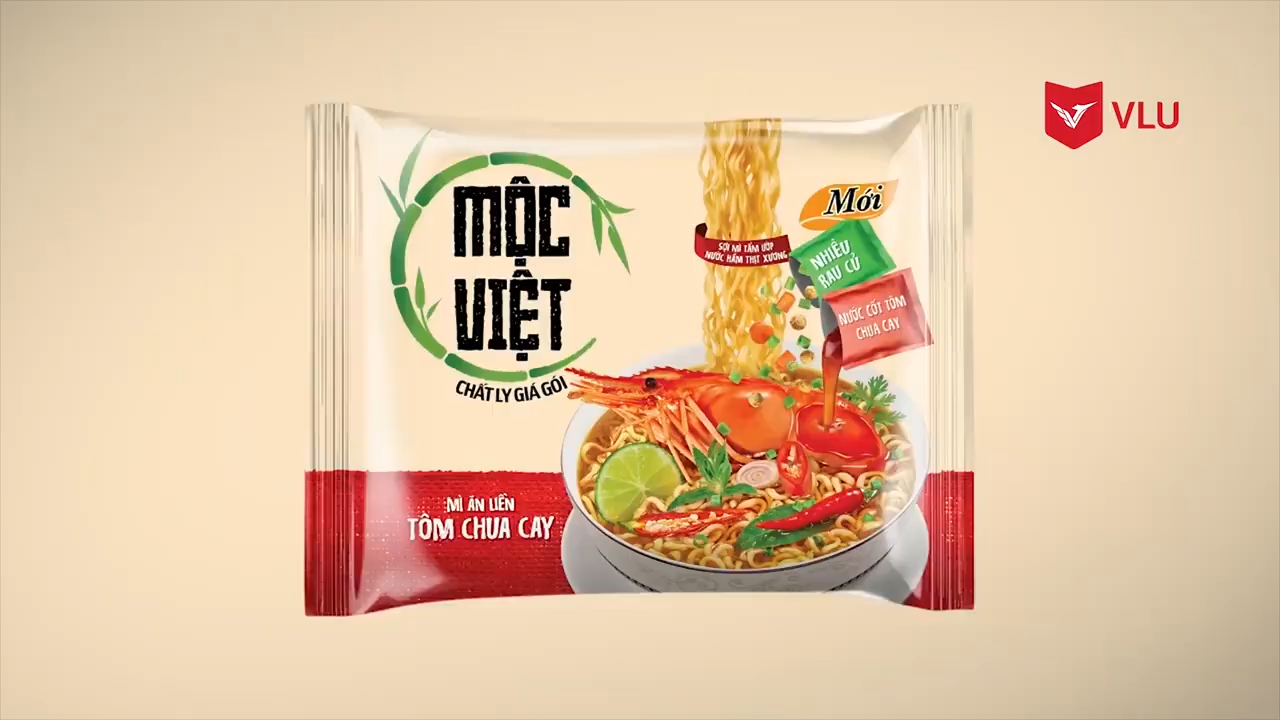 VLU
MỘC
VIỆT
CHẤT LY GIÁ GÓI
Mới
SỢI MÌ TẨM ƯỚP
NƯỚC HẦM THỊT XƯƠNG
NHIỀU
RAU CỦ
NƯỚC CỐT TÔM
CHUA CAY
MÌ ĂN LIỀN
TÔM CHUA CAY